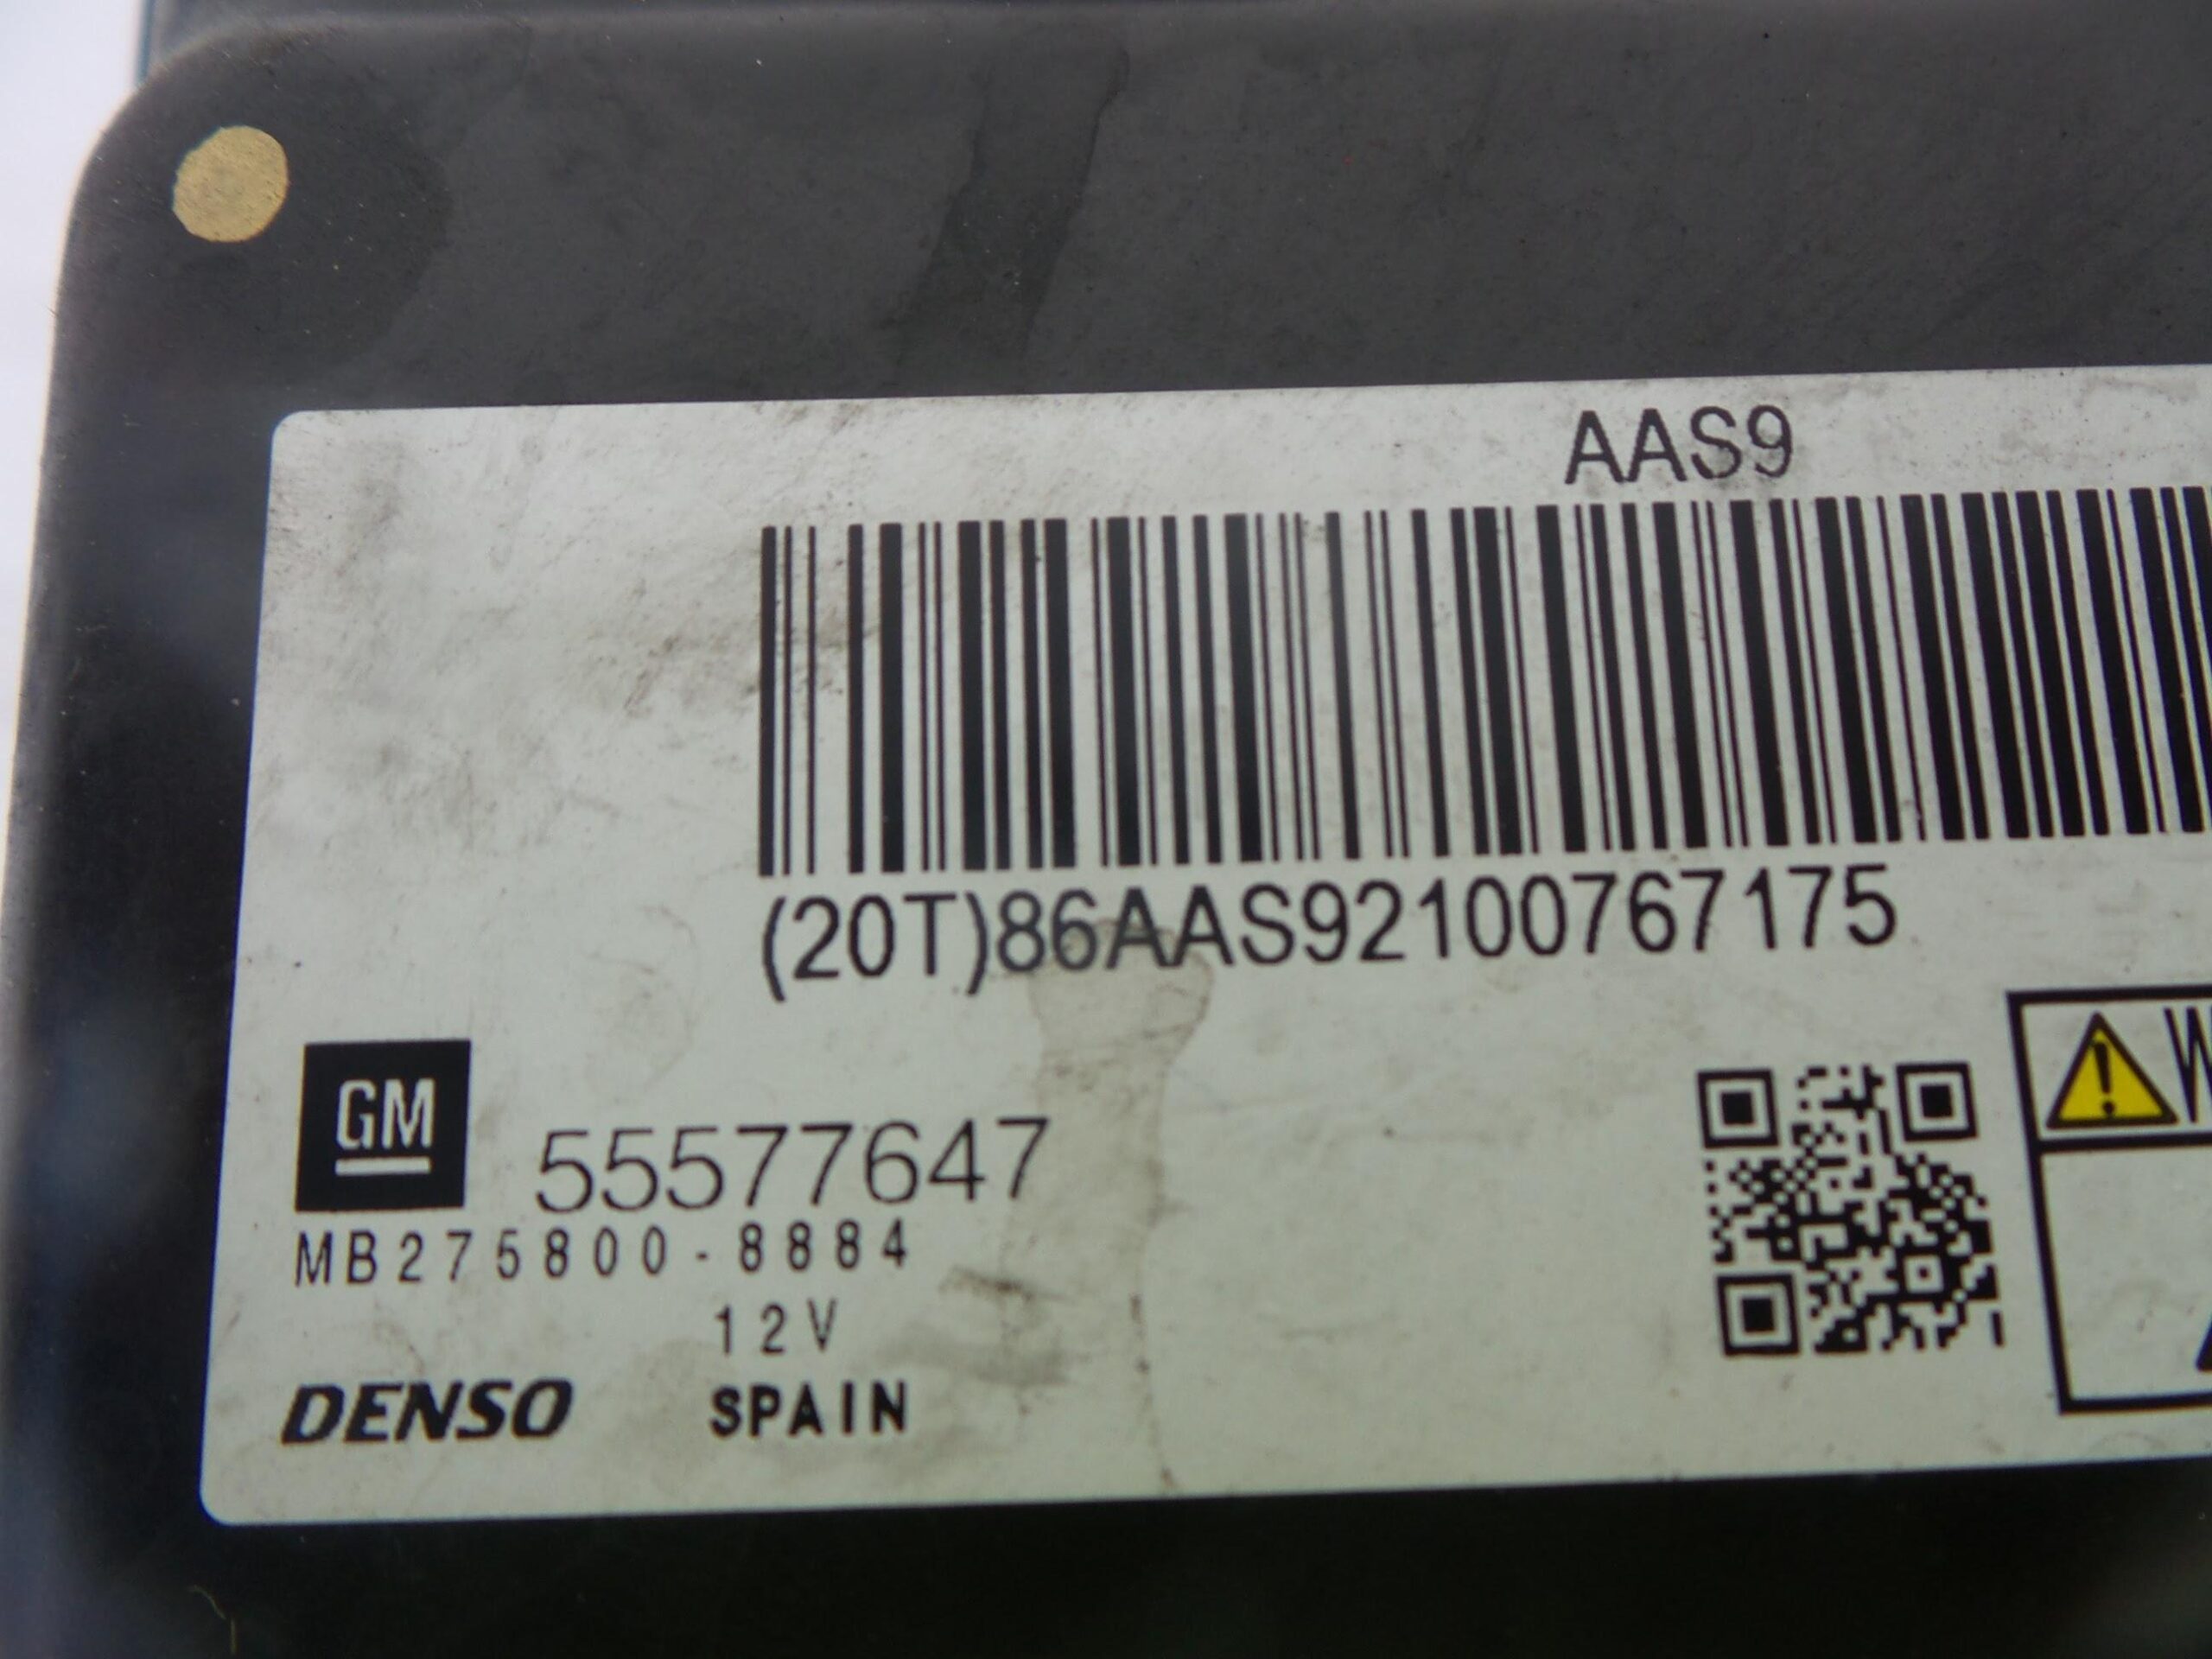 AAS9
(20T)86AAS92100767175
GM
55577647
MB275800-8884
12V
DENSO
SPAIN